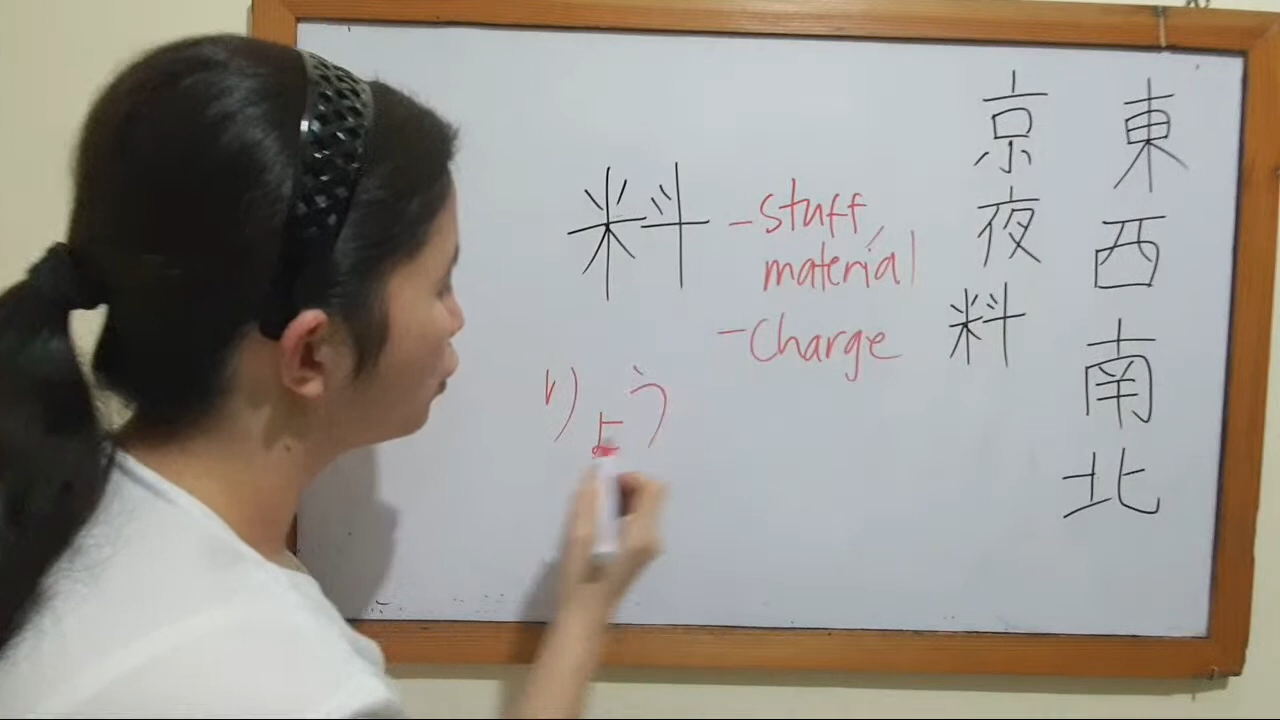 料 - stuff,
material
- charge
りょう
東西南北
京夜料